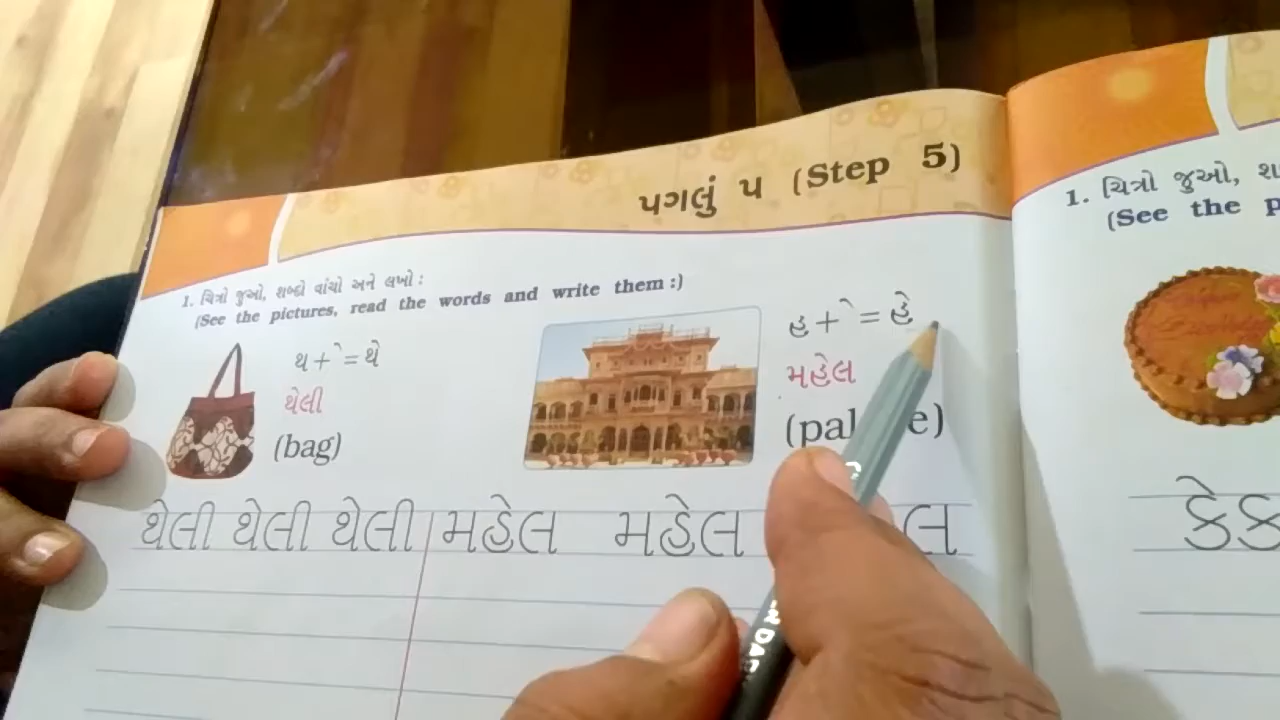 પગલું ૫ (Step 5)
1. ચિત્રો જુઓ, શબ્દો વાંચો અને લખો :
(See the pictures, read the words and write them :)
થ + ે = થે
થેલી
(bag)
હ + ે = હે
મહેલ
થેલી થેલી થેલી મહેલ મહેલ
1. ચિત્રો જુઓ,
(See the
કેક